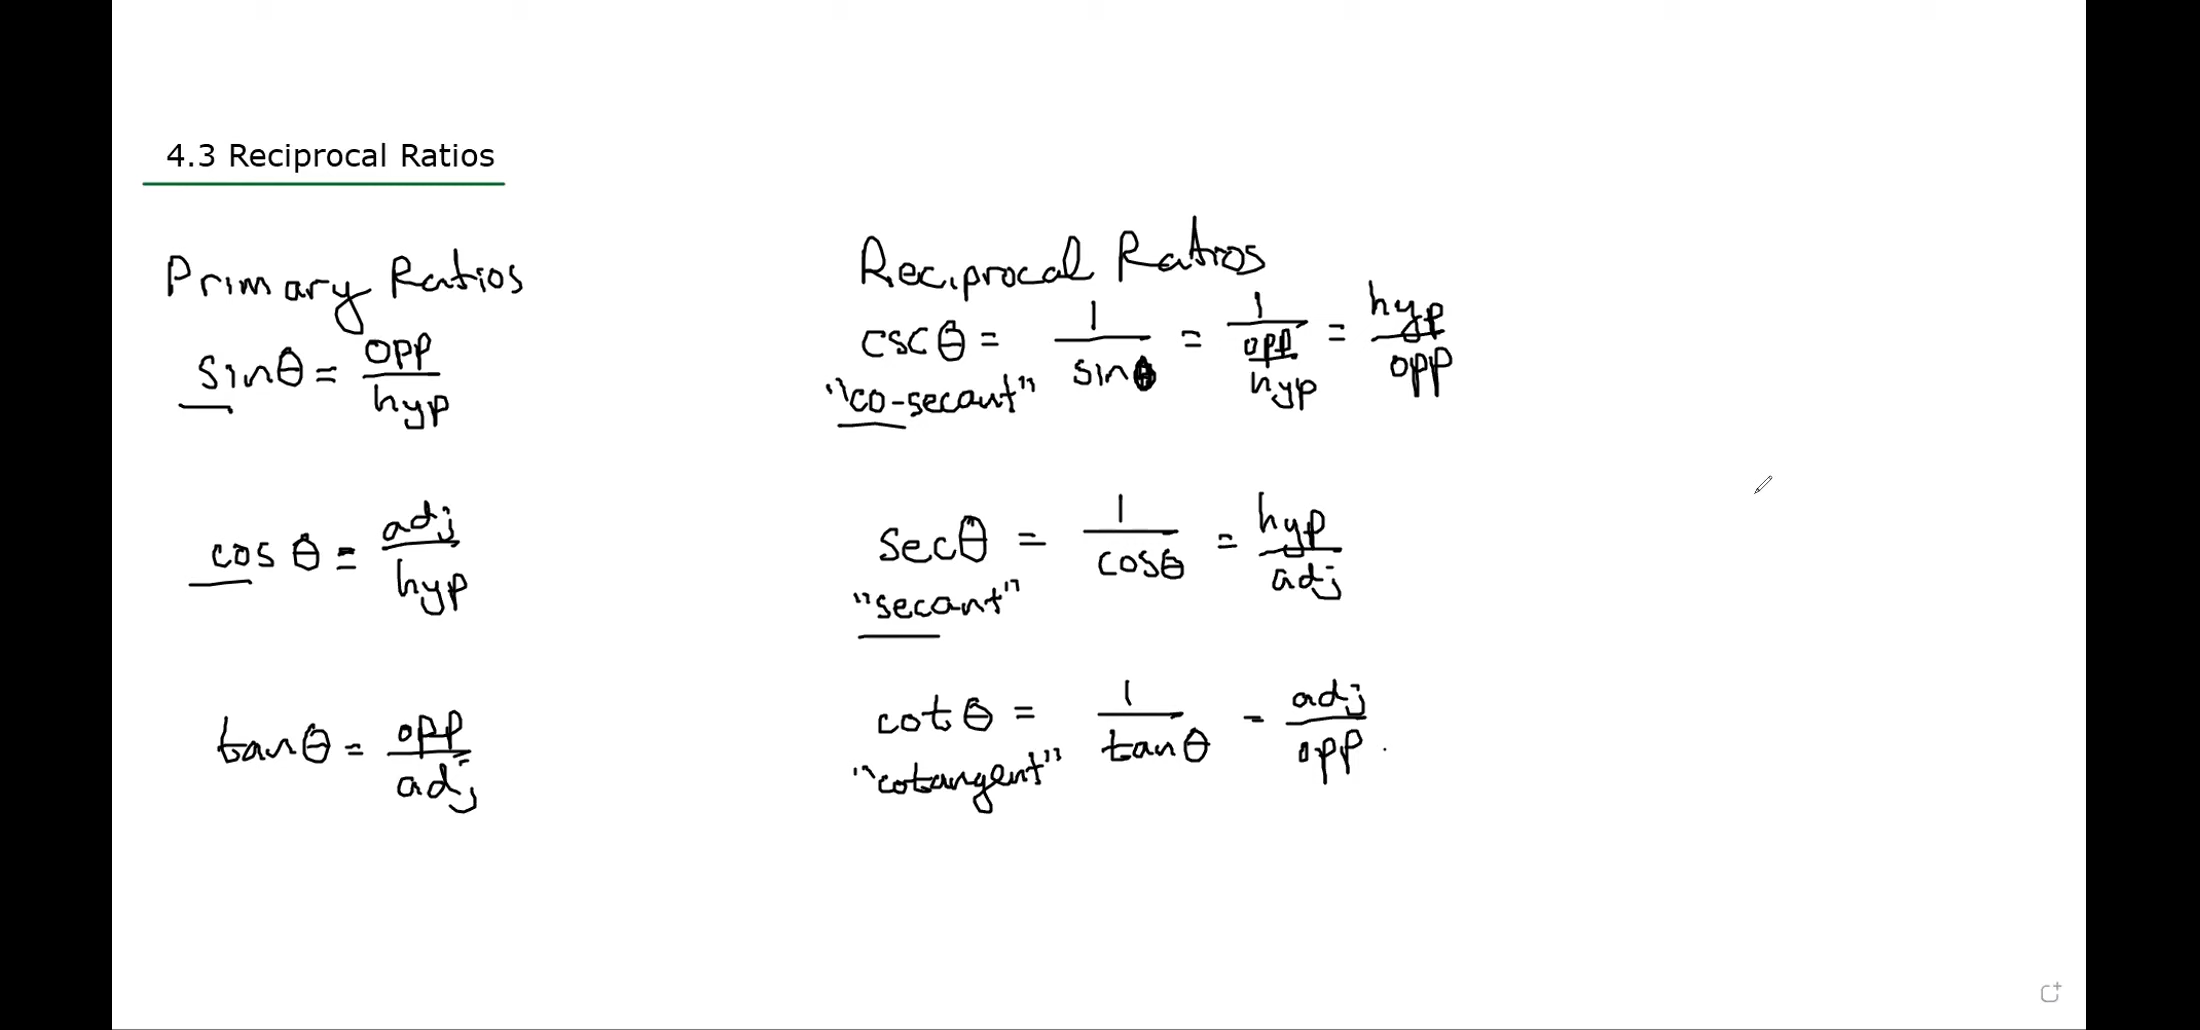 4.3 Reciprocal Ratios
Primary Ratios
sinθ = opp/hyp
cos θ = adj/hyp
tanθ = opp/adj
Reciprocal Ratios
cscθ = 1/sinθ = 1/(opp/hyp) = hyp/opp
"co-secant"
secθ = 1/cosθ = hyp/adj
"secant"
cotθ = 1/tanθ = adj/opp.
"cotangent"